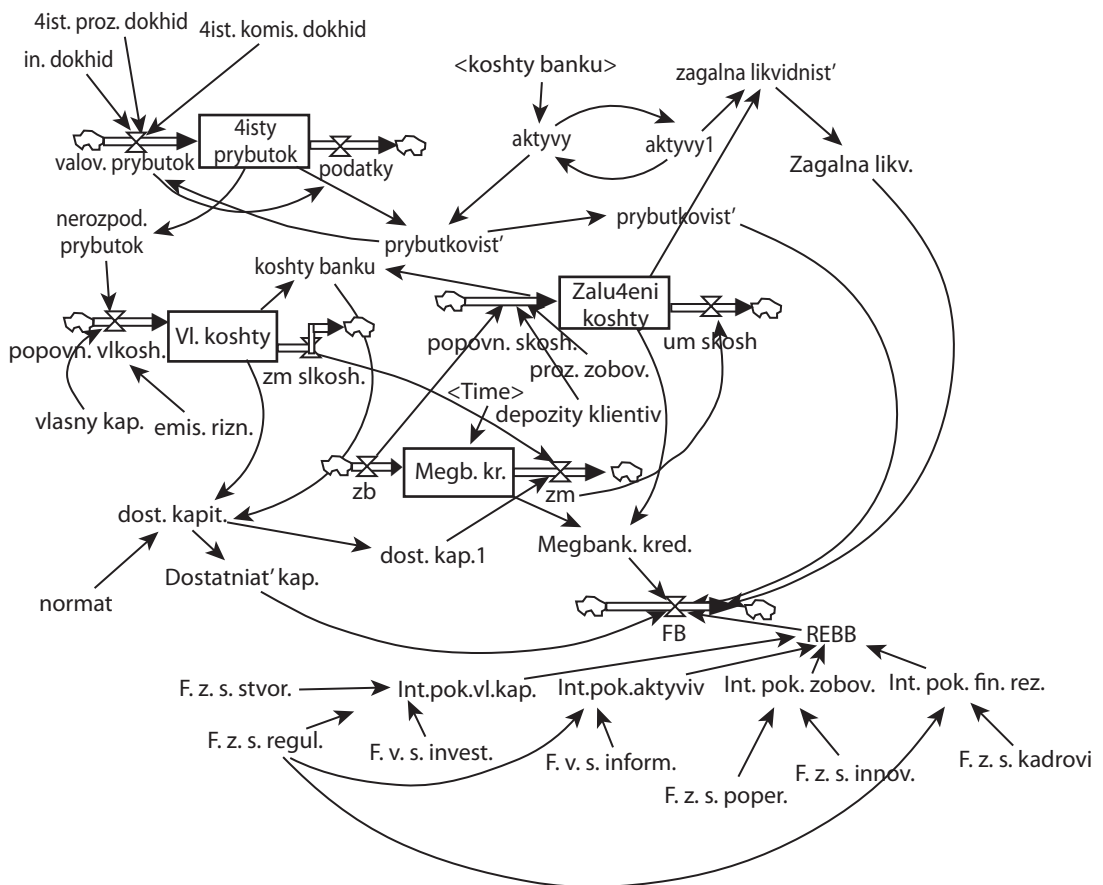 4ist. proz. dokhid
4ist. komis. dokhid
in. dokhid
<koshty banku>
zagalna likvidnist’
4isty
prybutok
valov. prybutok
podatky
aktyvy
aktyvy1
Zagalna likv.
nerozpod.
prybutok
prybutkovist’
prybutkovist’
koshty banku
Zalu4eni
koshty
Vl. koshty
popovn. vlkosh.
zm slkosh.
popovn. skosh.
um skosh
proz. zobov.
<Time>
depozity klientiv
vlasny kap.
emis. rizn.
zb
Megb. kr.
zm
dost. kapit.
dost. kap.1
Megbank. kred.
Dostatniat’ kap.
normat
FB
REBB
F. z. s. stvor.
Int.pok.vl.kap.
Int.pok.aktyviv
Int. pok. zobov.
Int. pok. fin. rez.
F. z. s. regul.
F. v. s. invest.
F. v. s. inform.
F. z. s. poper.
F. z. s. innov.
F. z. s. kadrovi